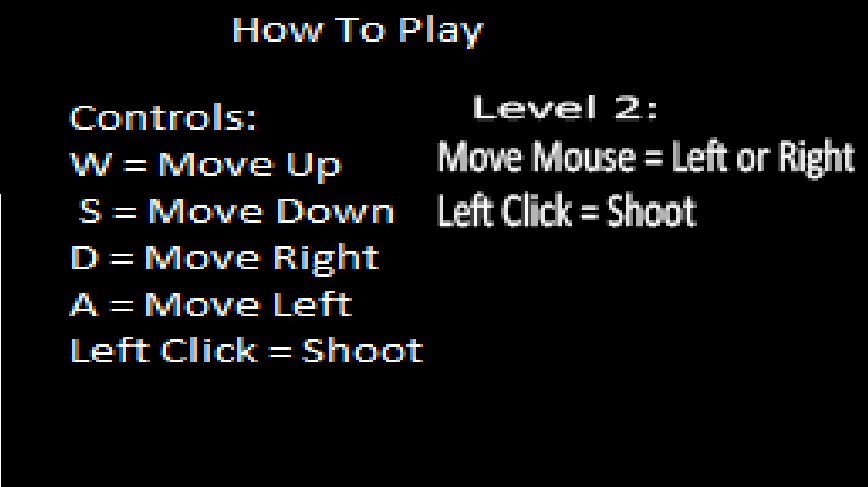 How To Play
Controls:
W = Move Up
S = Move Down
D = Move Right
A = Move Left
Left Click = Shoot
Level 2:
Move Mouse = Left or Right
Left Click = Shoot